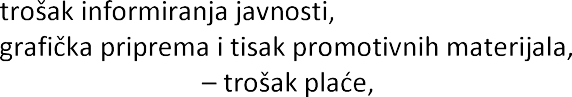 trošak informiranja javnosti,
grafička priprema i tisak promotivnih materijala,
– trošak plaće,